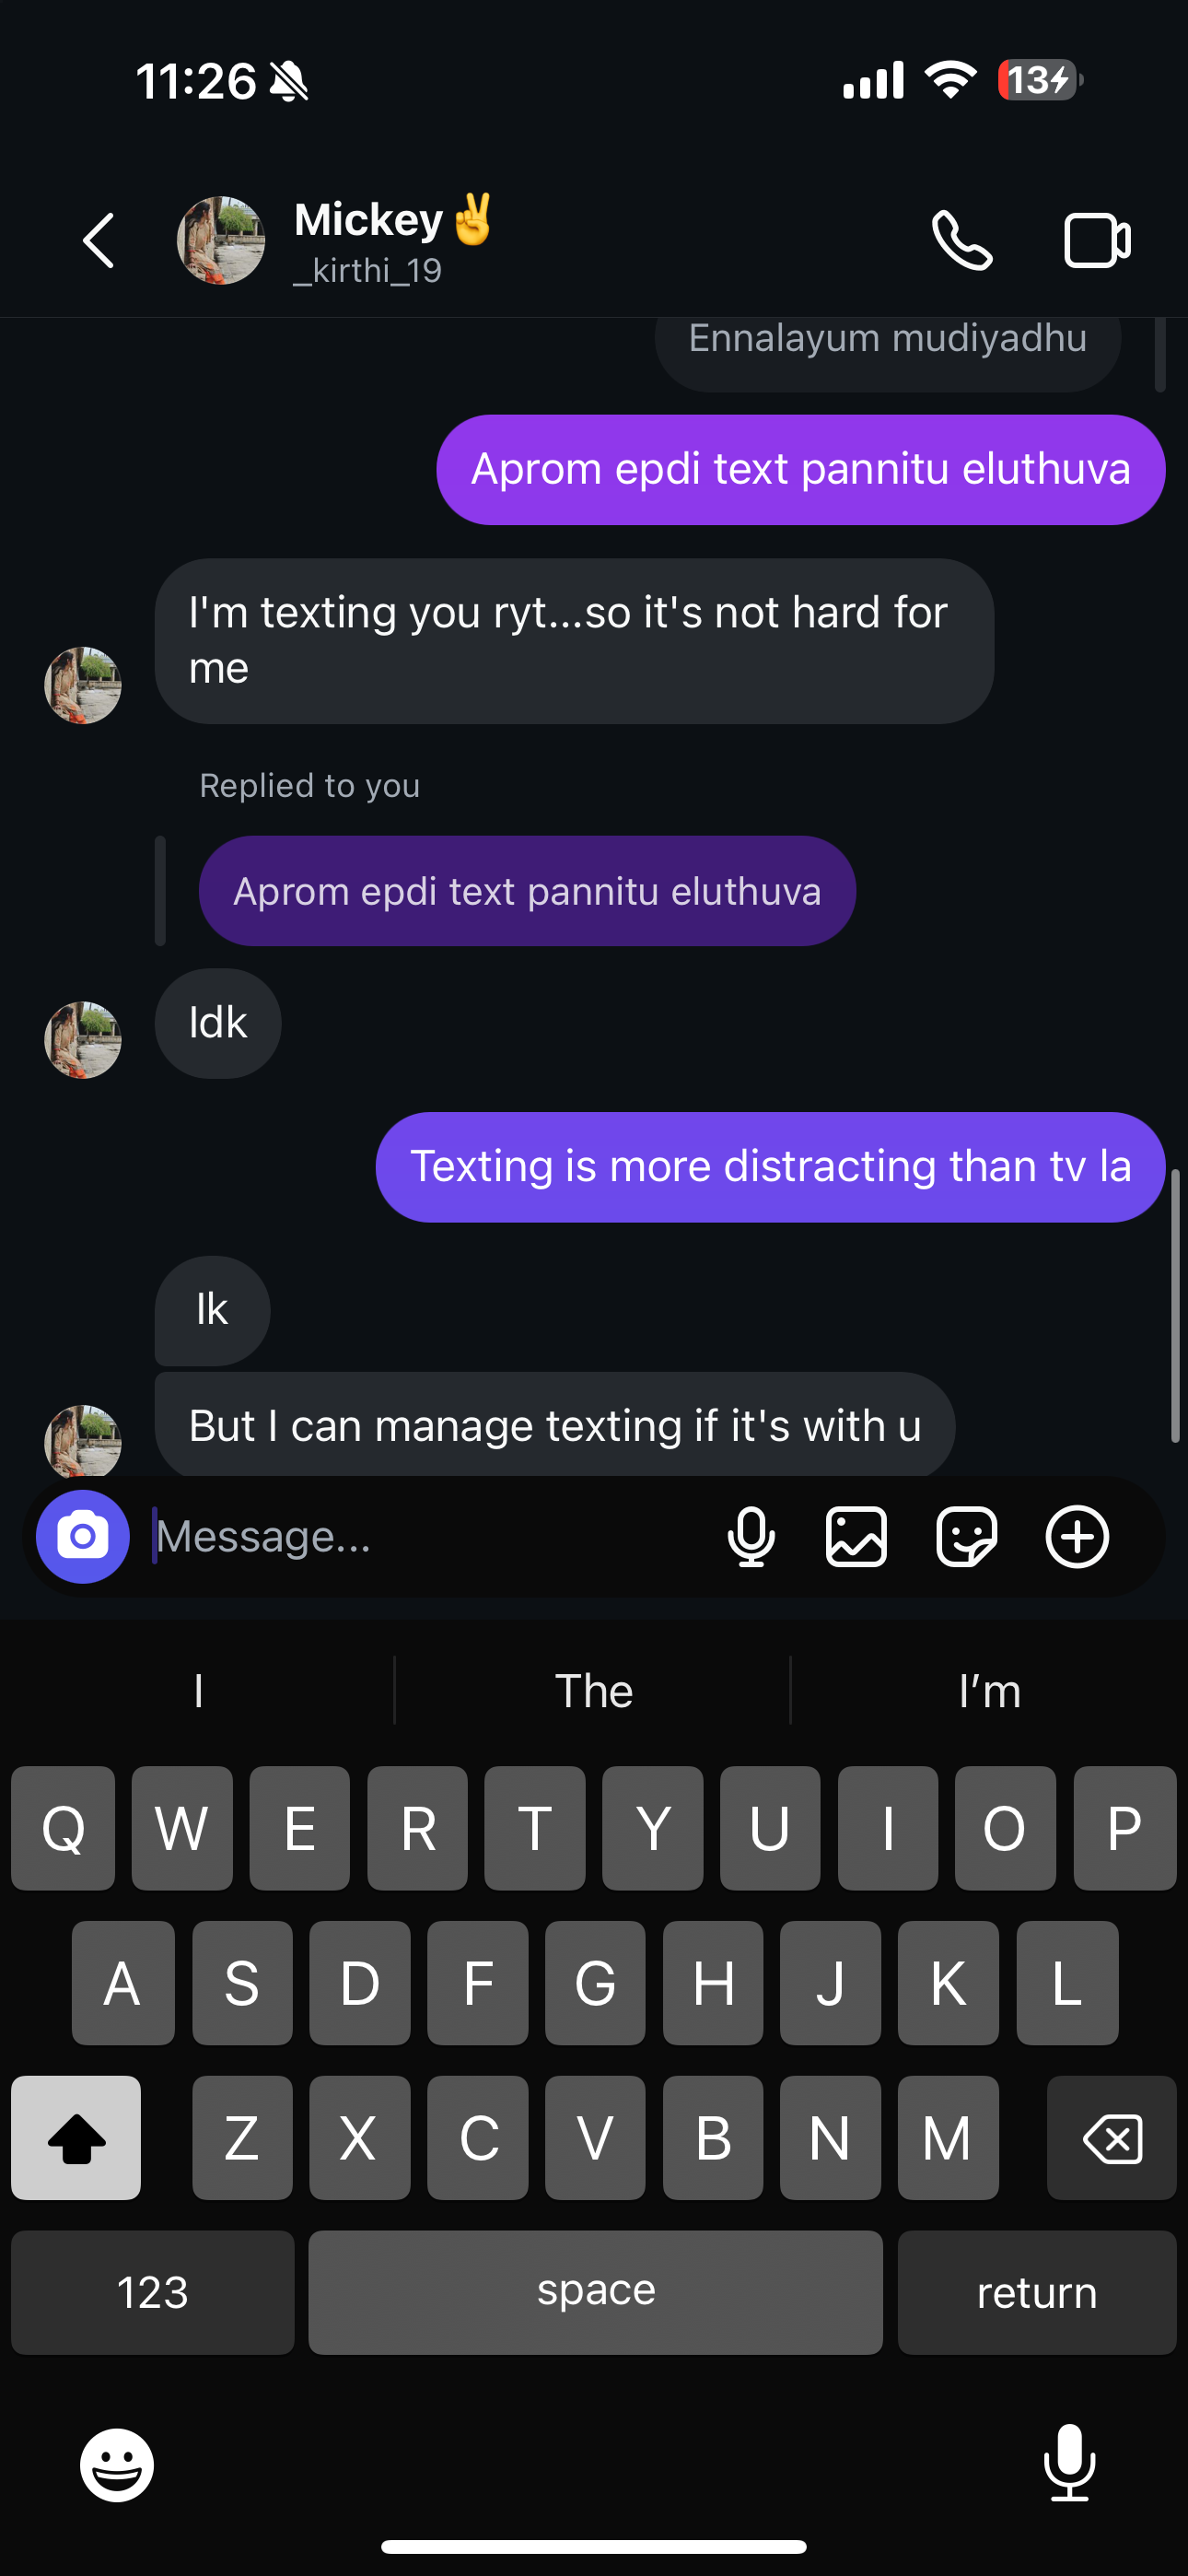 11:26
13
Mickey✌️
_kirthi_19
Ennalayum mudiyadhu
Aprom epdi text pannitu eluthuva
I'm texting you ryt...so it's not hard for
me
Replied to you
Aprom epdi text pannitu eluthuva
Idk
Texting is more distracting than tv la
Ik
But I can manage texting if it's with u
Message...
I The I'm
Q W E R T Y U I O P
A S D F G H J K L
Z X C V B N M
123 space return